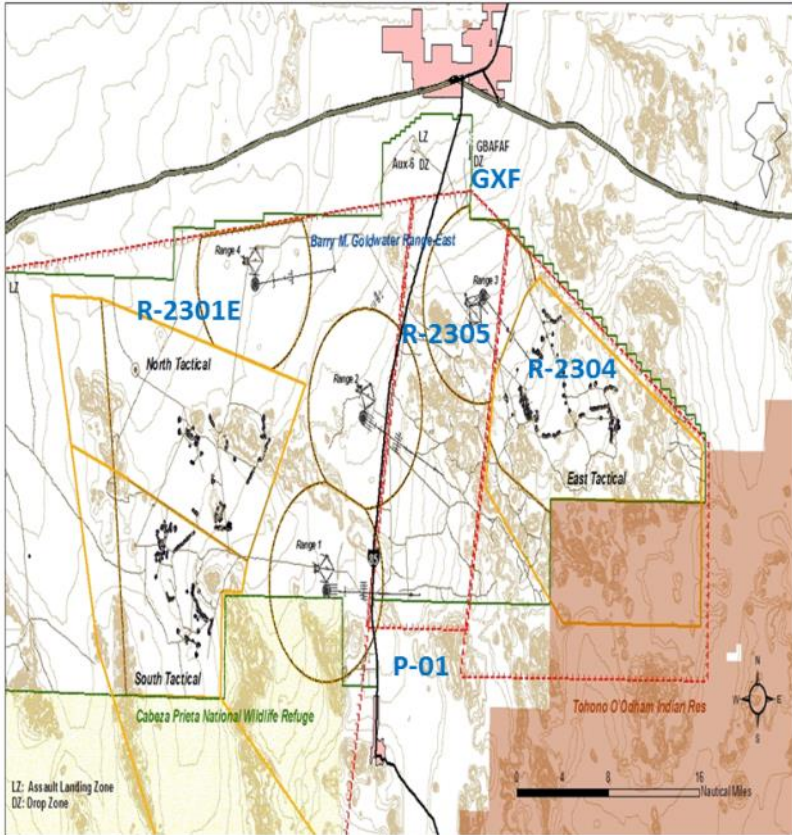 LZ
Aux-6 DZ
GBAFAF
DZ
GXF
Barry M. Goldwater Range-East
Range 4
Range 3
LZ
R-2301E
R-2305
R-2304
North Tactical
Range 2
East Tactical
Range 1
85
South Tactical
P-01
Cabeza Prieta National Wildlife Refuge
Tohono O'Odham Indian Res
N
W E
S
0 4 8 16
Nautical Miles
LZ: Assault Landing Zone
DZ: Drop Zone